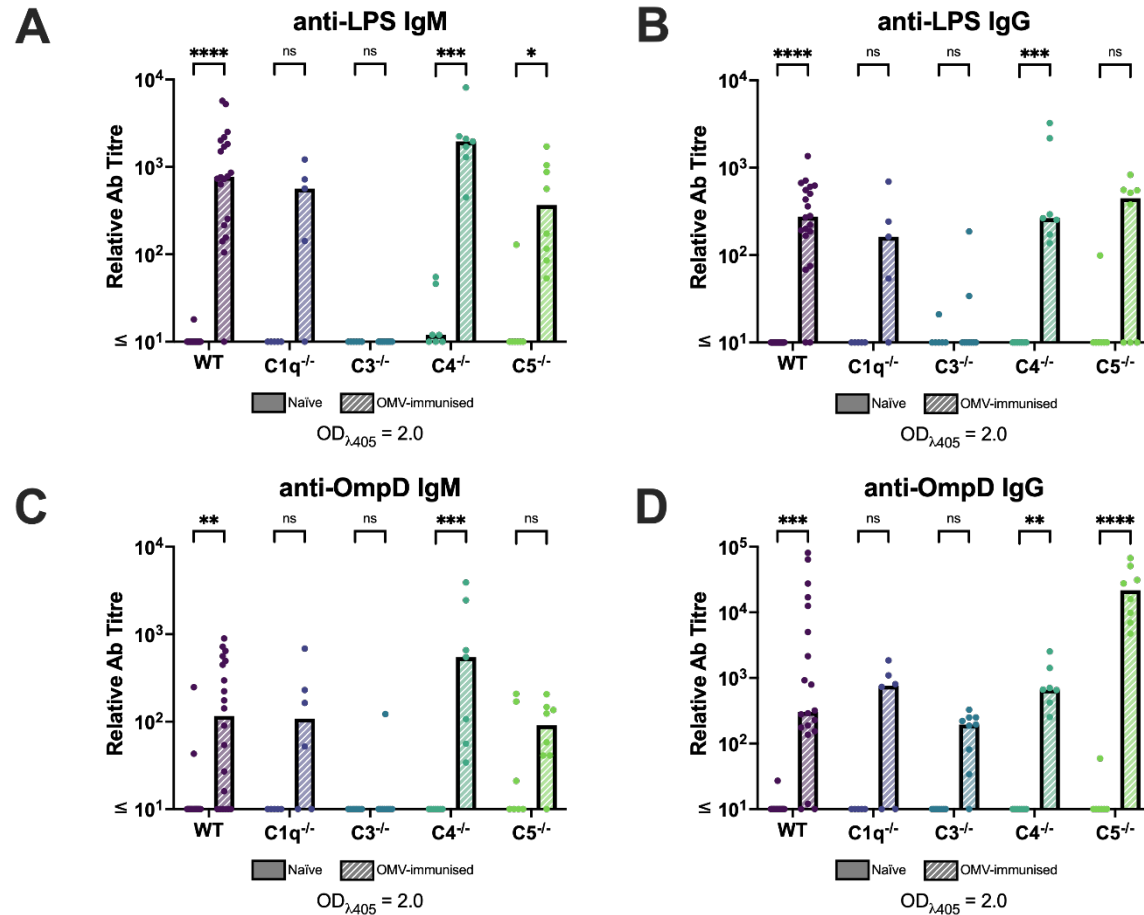 A
anti-LPS IgM
**** ns ns *** *
Relative Ab Titre
10⁴
10³
10²
≤ 10¹
WT C1q⁻/⁻ C3⁻/⁻ C4⁻/⁻ C5⁻/⁻
Naïve OMV-immunised
ODλ405 = 2.0
B
anti-LPS IgG
**** ns ns *** ns
Relative Ab Titre
10⁴
10³
10²
≤ 10¹
WT C1q⁻/⁻ C3⁻/⁻ C4⁻/⁻ C5⁻/⁻
Naïve OMV-immunised
ODλ405 = 2.0
C
anti-OmpD IgM
** ns ns *** ns
Relative Ab Titre
10⁴
10³
10²
≤ 10¹
WT C1q⁻/⁻ C3⁻/⁻ C4⁻/⁻ C5⁻/⁻
Naïve OMV-immunised
ODλ405 = 2.0
D
anti-OmpD IgG
*** ns ns ** ****
Relative Ab Titre
10⁵
10⁴
10³
10²
≤ 10¹
WT C1q⁻/⁻ C3⁻/⁻ C4⁻/⁻ C5⁻/⁻
Naïve OMV-immunised
ODλ405 = 2.0